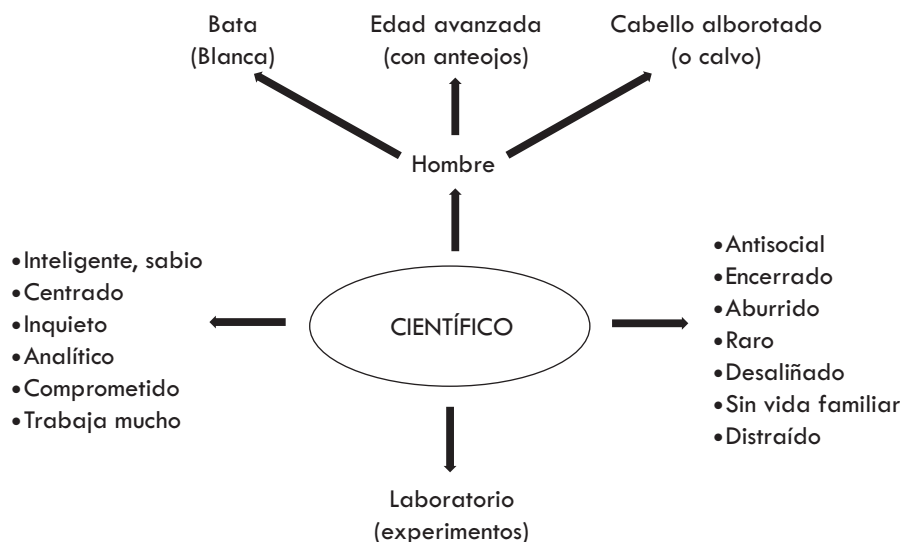 Bata
(Blanca)
Edad avanzada
(con anteojos)
Cabello alborotado
(o calvo)
Hombre
•Inteligente, sabio
•Centrado
•Inquieto
•Analítico
•Comprometido
•Trabaja mucho
CIENTÍFICO
•Antisocial
•Encerrado
•Aburrido
•Raro
•Desaliñado
•Sin vida familiar
•Distraído
Laboratorio
(experimentos)